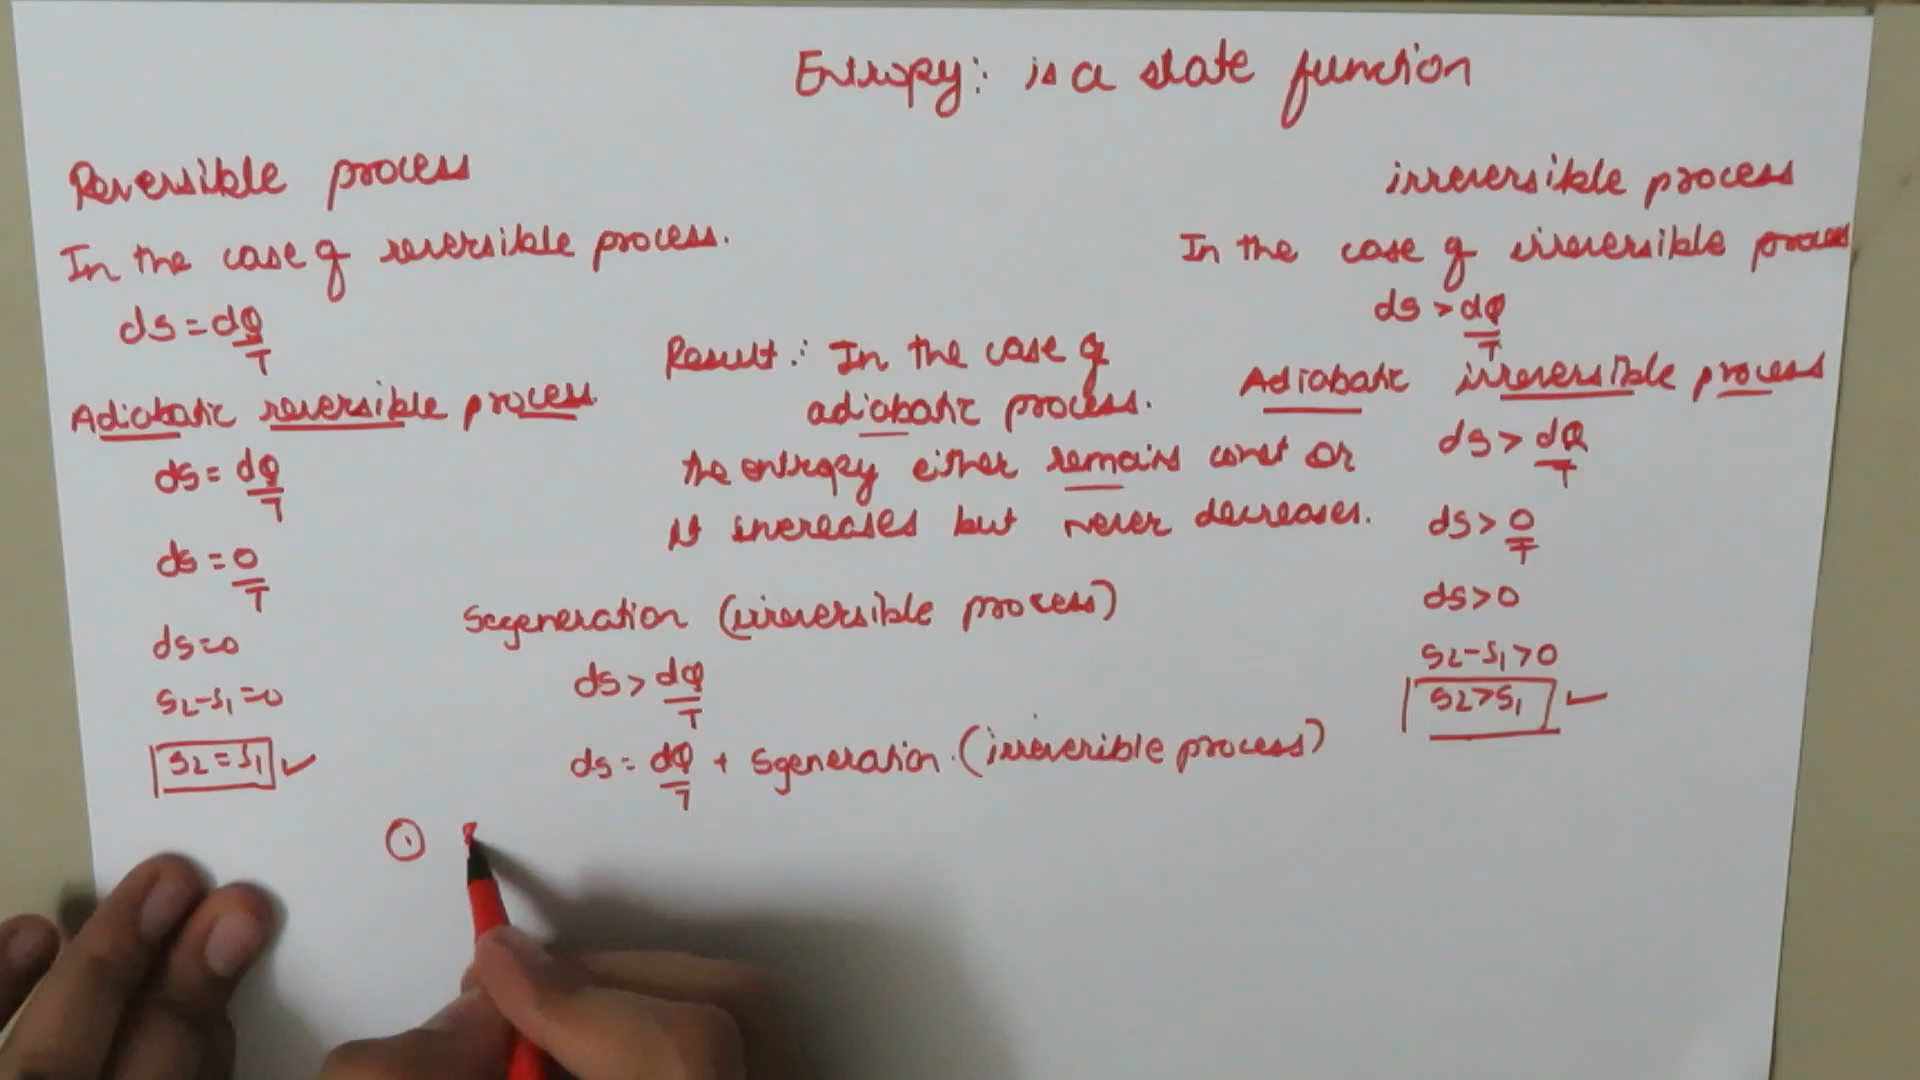 Entropy: is a state function
Reversible process
In the case of reversible process.
ds = dQ/T
Adiabatic reversible process.
ds = dQ/T
ds = 0/T
ds=0
S2-S1=0
S2=S1 ✓
Result: In the case of
adiabatic process.
the entropy either remains const or
it increases but never decreases.
Sgeneration (irreversible process)
ds > dQ/T
ds = dQ/T + Sgeneration. (irreverible process)
①
irreversible process
In the case of irreversible process
ds > dQ/T
Adiabatic irreversible process
ds > dQ/T
ds > 0/T
ds>0
S2-S1>0
S2>S1 ✓